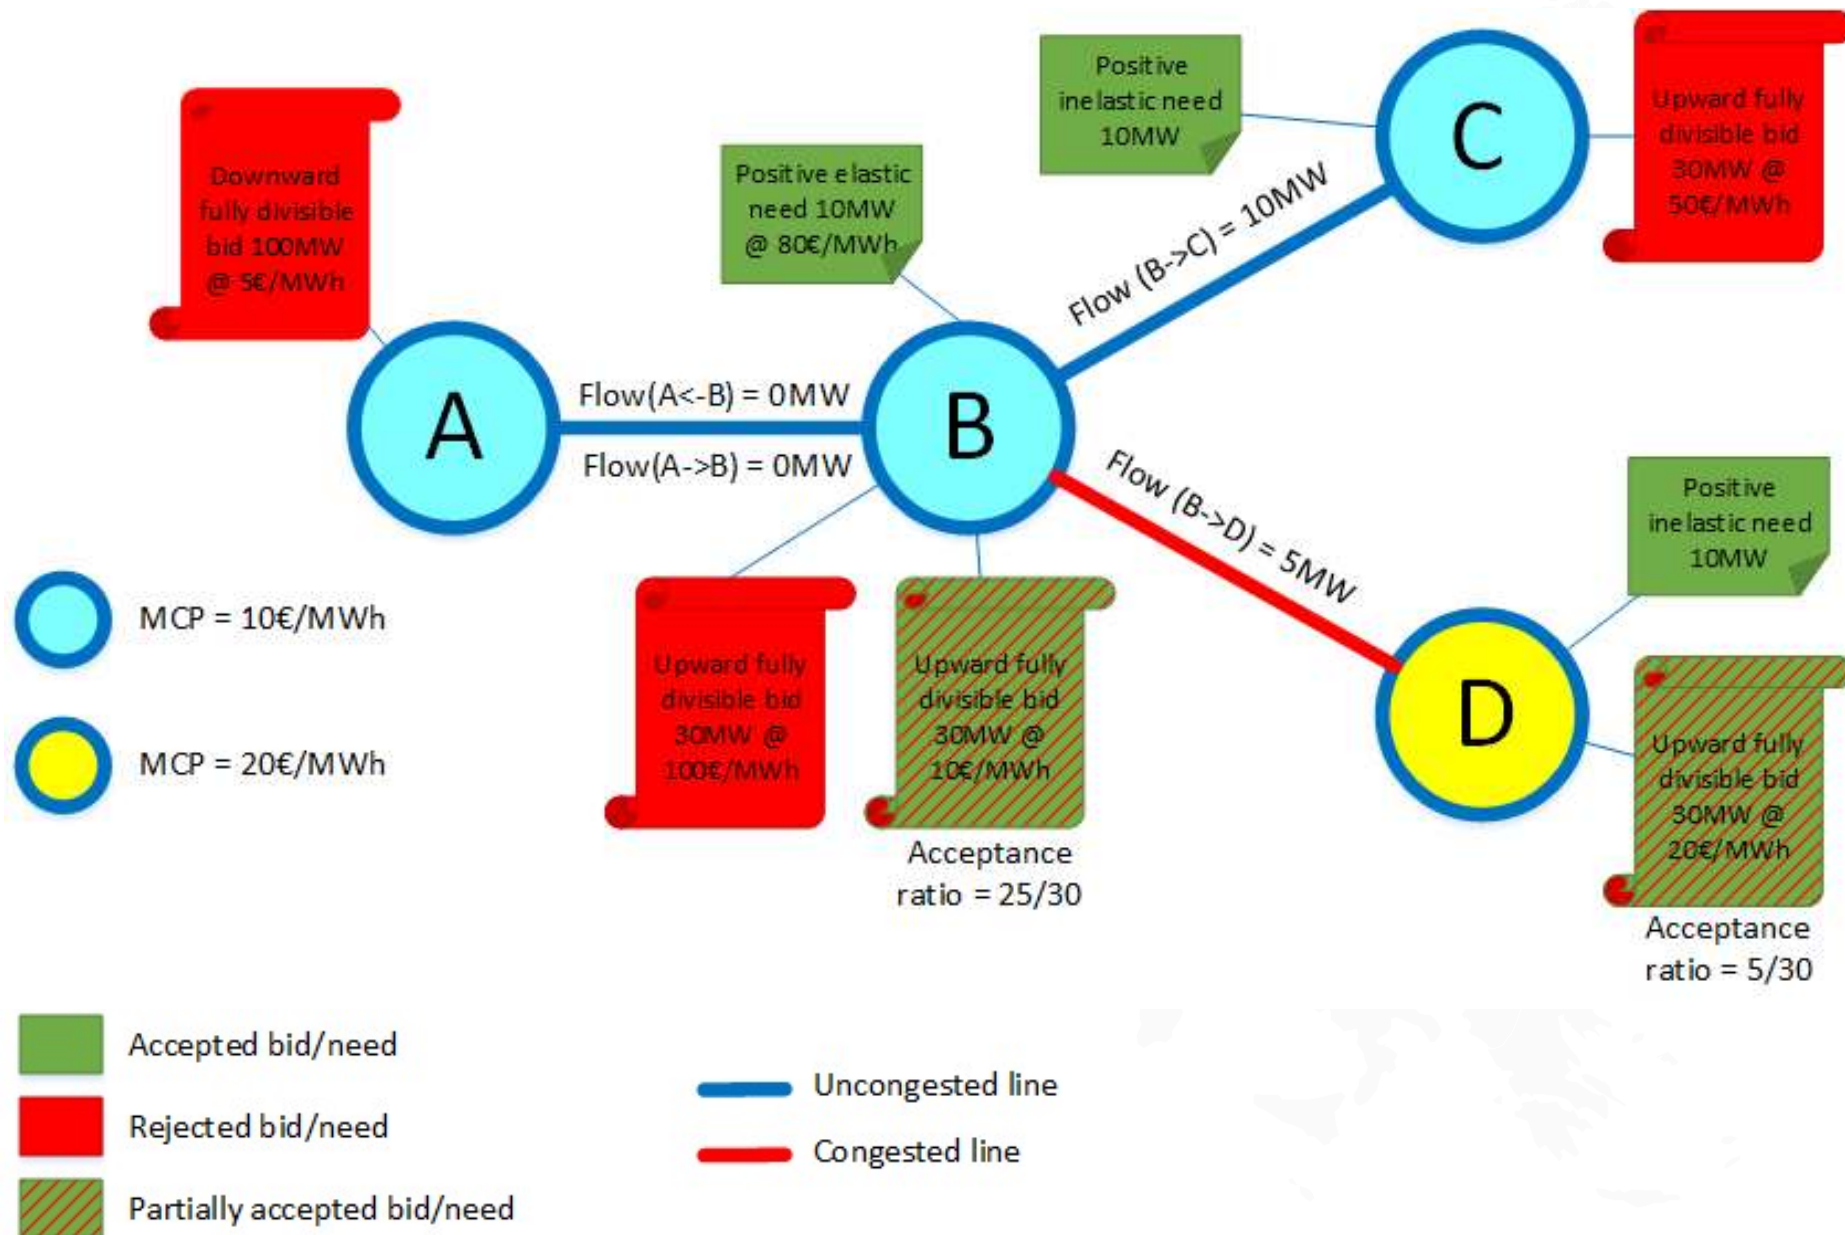 Positive
inelastic need
10MW
C
Upward fully
divisible bid
30MW @
50€/MWh
Downward
fully divisible
bid 100MW
@ 5€/MWh
Positive elastic
need 10MW
@ 80€/MWh
Flow (B->C) = 10MW
A
Flow(A<-B) = 0MW
Flow(A->B) = 0MW
B
Flow (B->D) = 5MW
Positive
inelastic need
10MW
MCP = 10€/MWh
MCP = 20€/MWh
Upward fully
divisible bid
30MW @
100€/MWh
Upward fully
divisible bid
30MW @
10€/MWh
Acceptance
ratio = 25/30
D
Upward fully
divisible bid
30MW @
20€/MWh
Acceptance
ratio = 5/30
Accepted bid/need
Rejected bid/need
Partially accepted bid/need
Uncongested line
Congested line